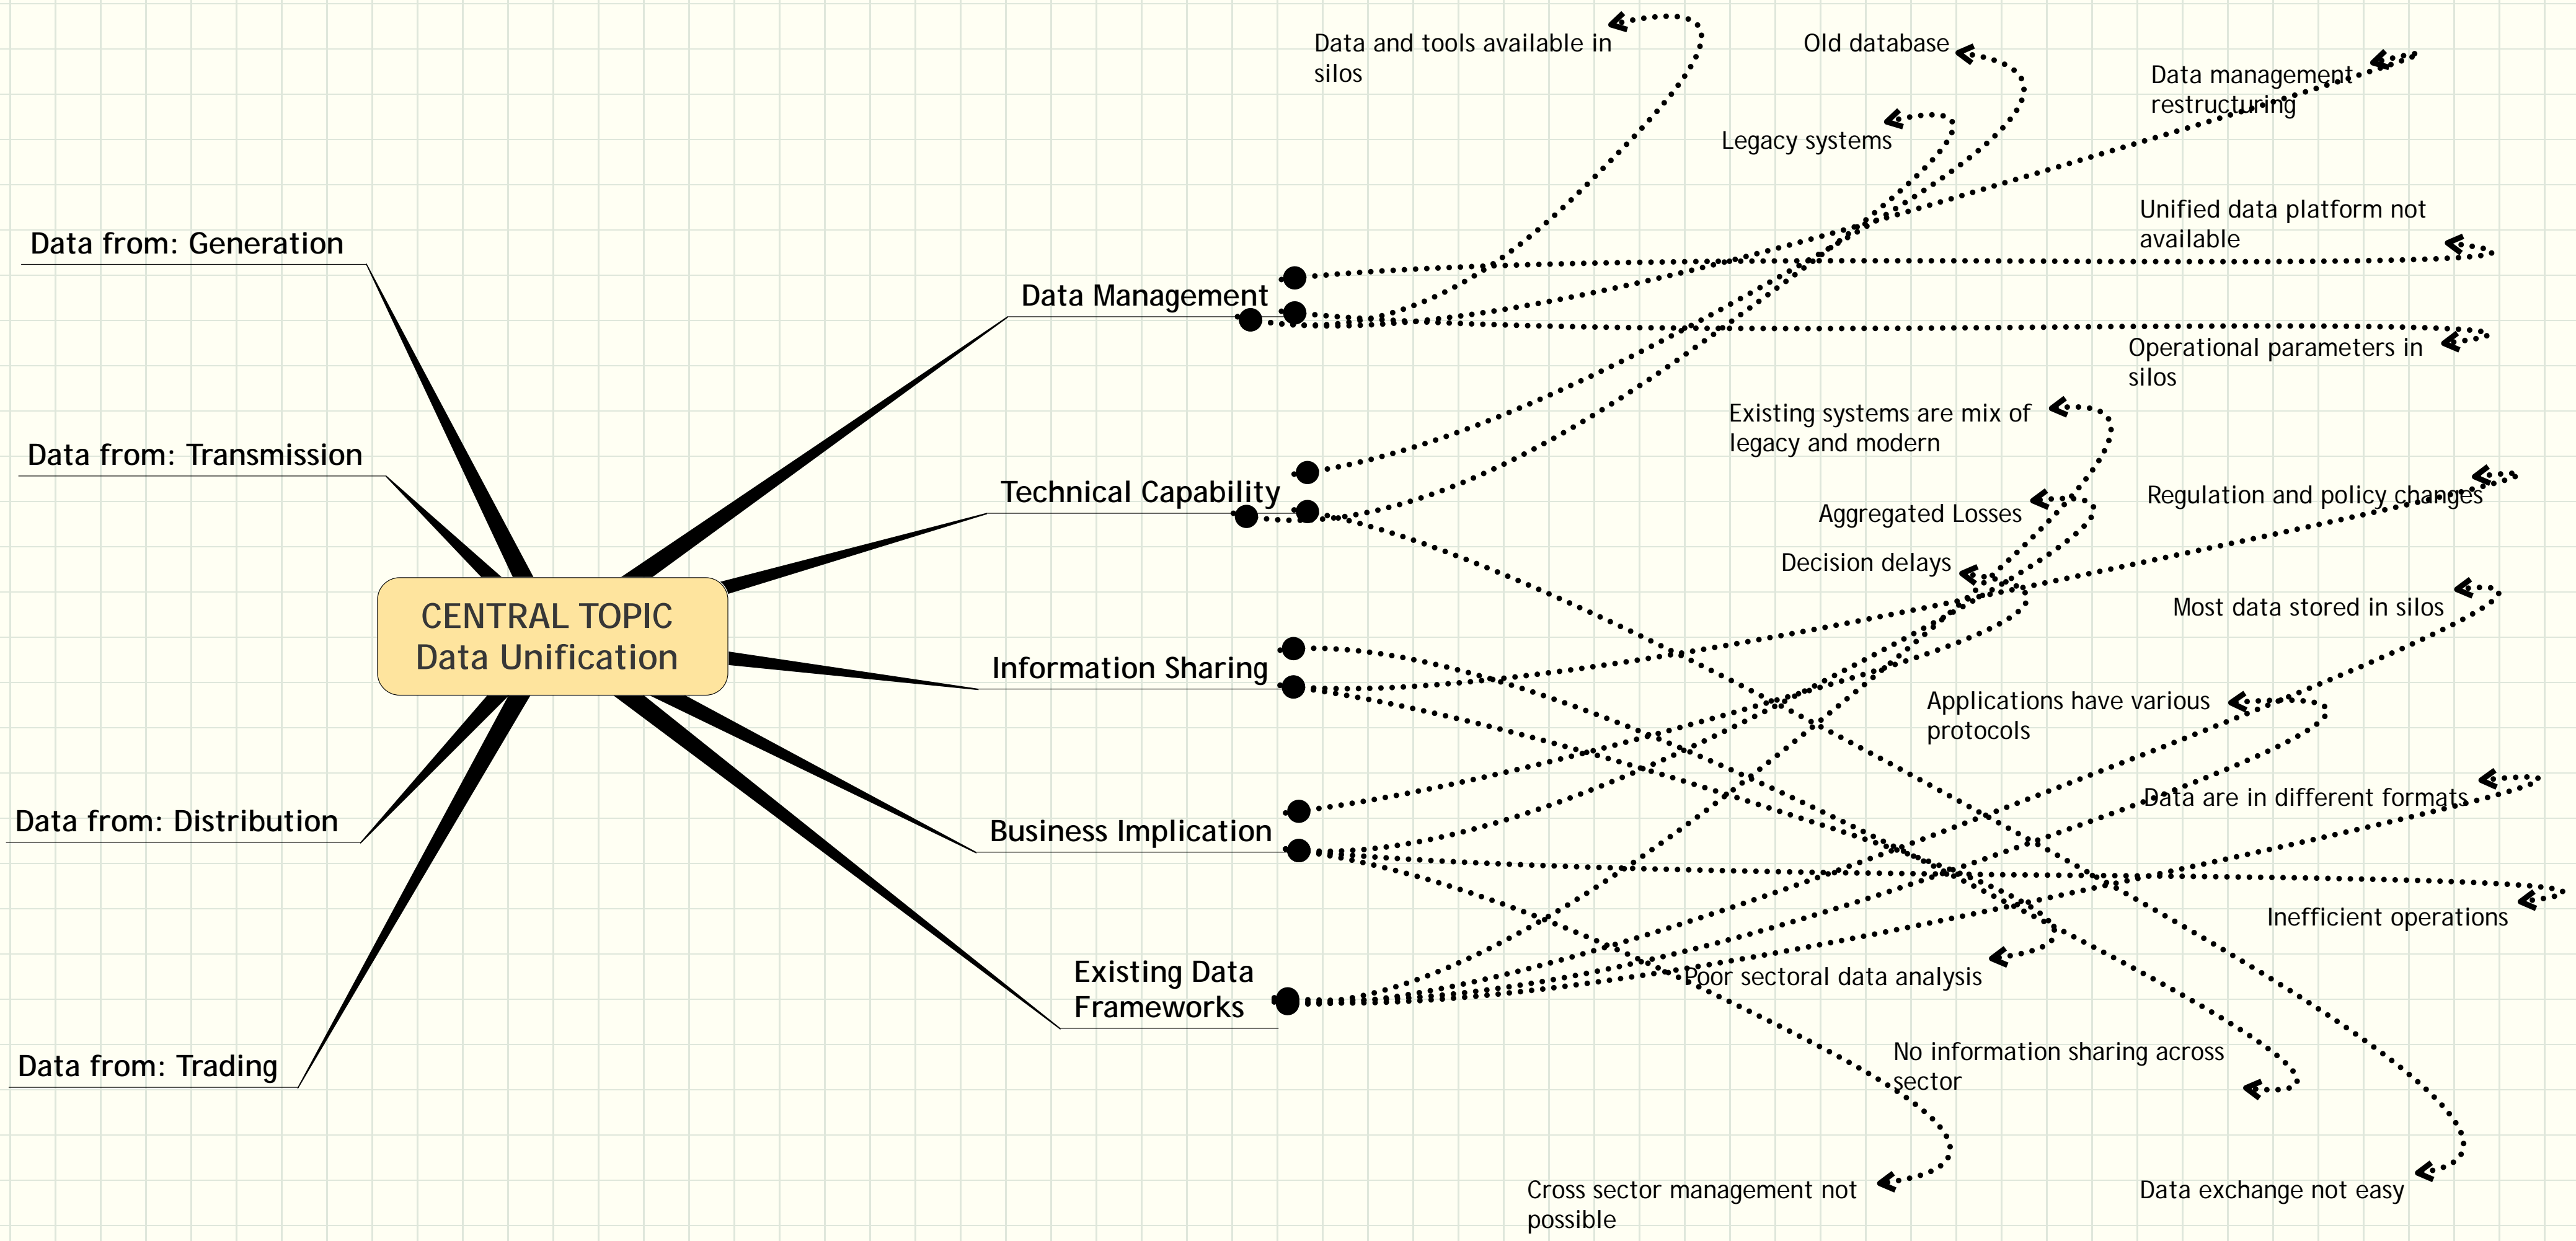 Data from: Generation
Data from: Transmission
Data from: Distribution
Data from: Trading
CENTRAL TOPIC
Data Unification
Data Management
Technical Capability
Information Sharing
Business Implication
Existing Data
Frameworks
Data and tools available in
silos
Old database
Legacy systems
Data management
restructuring
Unified data platform not
available
Operational parameters in
silos
Existing systems are mix of
legacy and modern
Regulation and policy changes
Aggregated Losses
Decision delays
Most data stored in silos
Applications have various
protocols
Data are in different formats
Inefficient operations
Poor sectoral data analysis
No information sharing across
sector
Cross sector management not
possible
Data exchange not easy